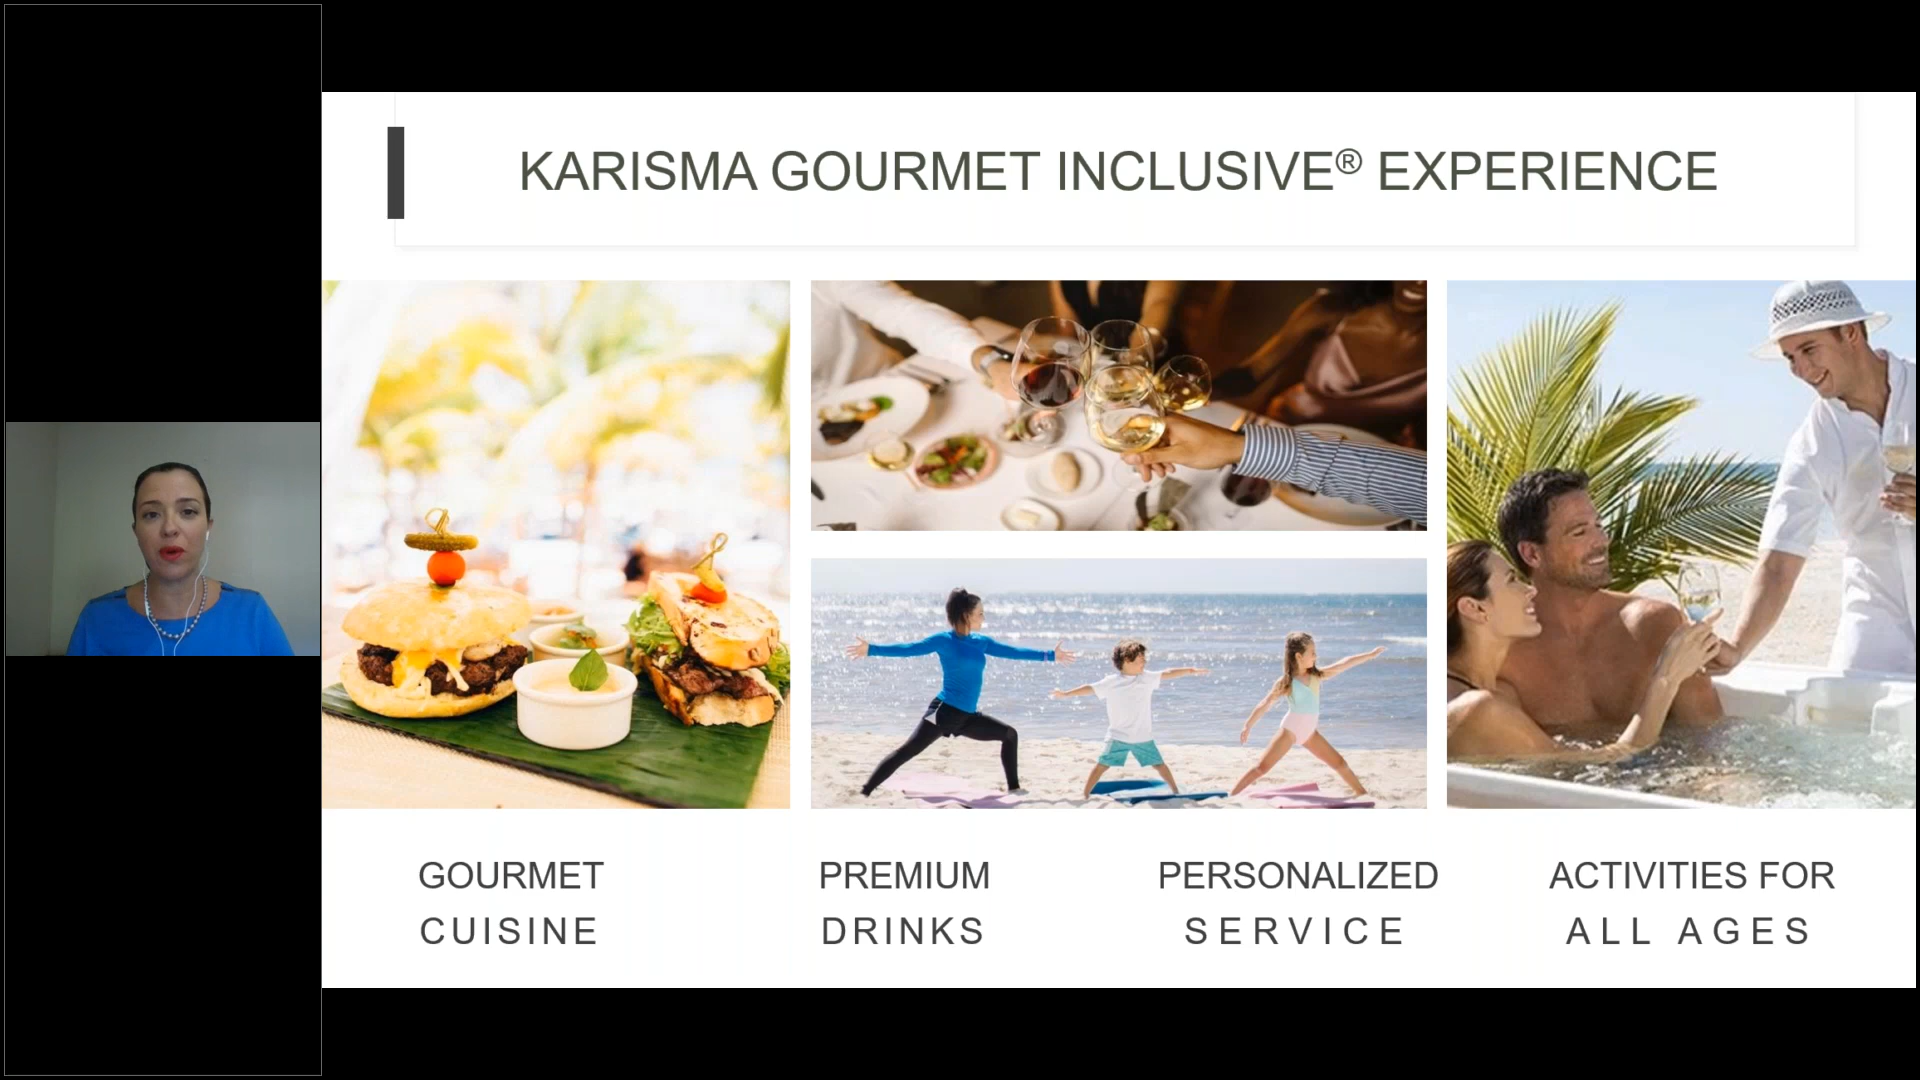 KARISMA GOURMET INCLUSIVE® EXPERIENCE
GOURMET
CUISINE
PREMIUM
DRINKS
PERSONALIZED
SERVICE
ACTIVITIES FOR
ALL AGES